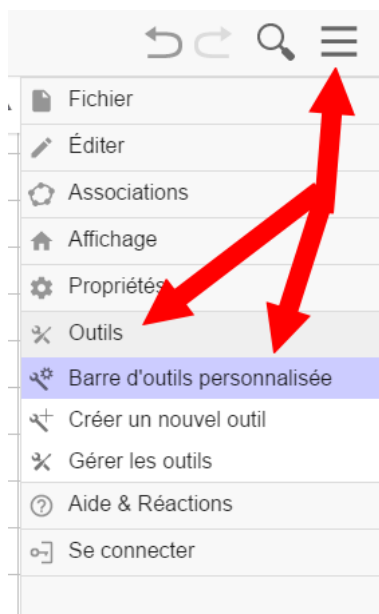 Fichier
Éditer
Associations
Affichage
Propriétés
Outils
Barre d'outils personnalisée
Créer un nouvel outil
Gérer les outils
Aide & Réactions
Se connecter